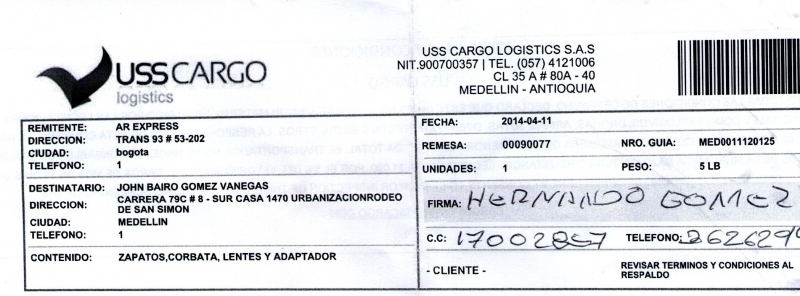 USSCARGO
logistics
USS CARGO LOGISTICS S.A.S
NIT.900700357 | TEL. (057) 4121006
CL 35 A # 80A - 40
MEDELLIN - ANTIOQUIA
REMITENTE: AR EXPRESS
DIRECCION: TRANS 93 # 53-202
CIUDAD: bogota
TELEFONO: 1
DESTINATARIO: JOHN BAIRO GOMEZ VANEGAS
DIRECCION: CARRERA 79C # 8 - SUR CASA 1470 URBANIZACIONRODEO
DE SAN SIMON
CIUDAD: MEDELLIN
TELEFONO: 1
CONTENIDO: ZAPATOS,CORBATA, LENTES Y ADAPTADOR
FECHA: 2014-04-11
REMESA: 00090077 NRO. GUIA: MED0011120125
UNIDADES: 1 PESO: 5 LB
FIRMA: HERNANDO GOMEZ
C.C: 17002857 TELEFONO:
- CLIENTE - REVISAR TERMINOS Y CONDICIONES AL
RESPALDO